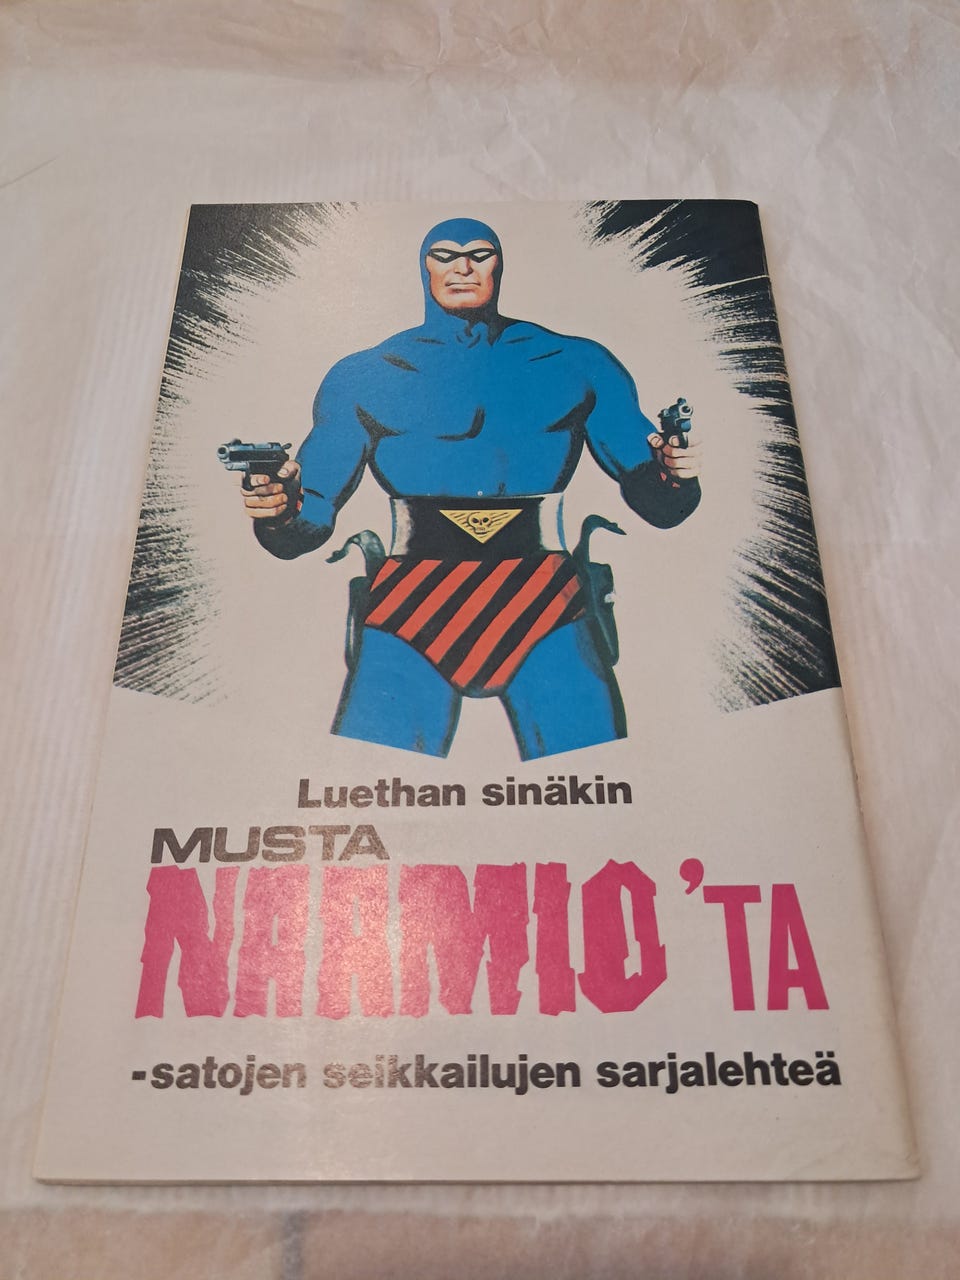 Luethan sinäkin
MUSTA
NAAMIO'TA
-satojen seikkailujen sarjalehteä